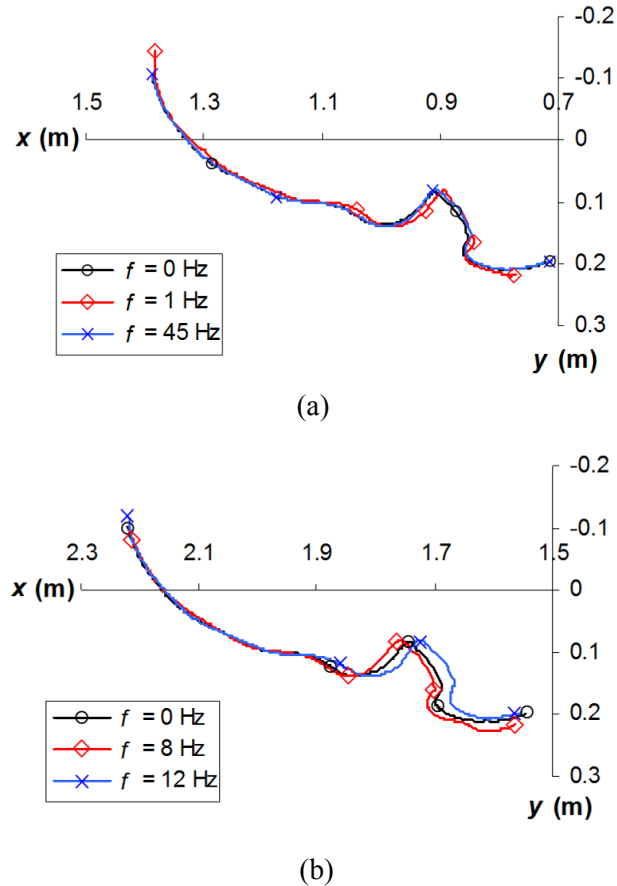 -0.2
-0.1
1.5 1.3 1.1 0.9 0.7
x (m) 0
0.1
f = 0 Hz
f = 1 Hz
f = 45 Hz
0.2
0.3
y (m)
(a)
-0.2
-0.1
2.3 2.1 1.9 1.7 1.5
x (m) 0
0.1
f = 0 Hz
f = 8 Hz
f = 12 Hz
0.2
0.3
y (m)
(b)